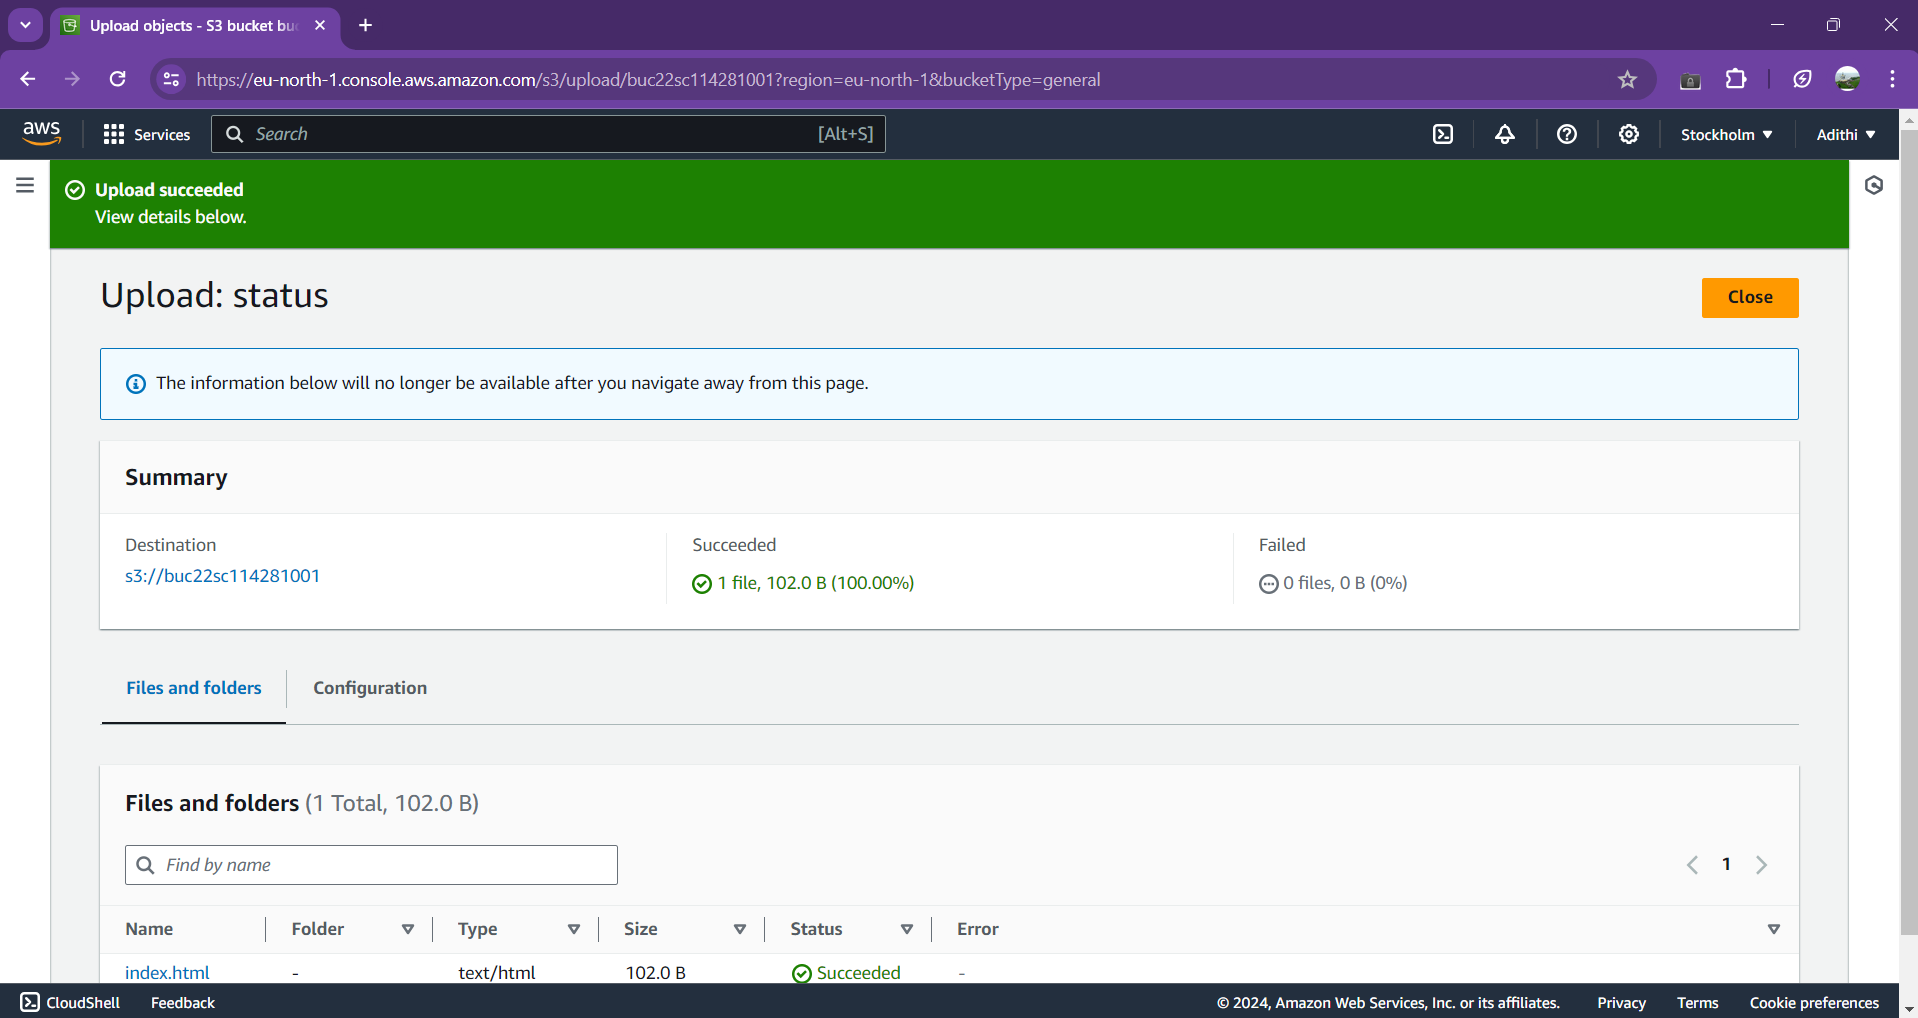 Upload objects - S3 bucket bu
https://eu-north-1.console.aws.amazon.com/s3/upload/buc22sc114281001?region=eu-north-1&bucketType=general
aws
Services
Search
[Alt+S]
Stockholm
Adithi
Upload succeeded
View details below.
Upload: status
Close
The information below will no longer be available after you navigate away from this page.
Summary
Destination
s3://buc22sc114281001
Succeeded
1 file, 102.0 B (100.00%)
Failed
0 files, 0 B (0%)
Files and folders
Configuration
Files and folders (1 Total, 102.0 B)
Find by name
1
Name Folder Type Size Status Error
index.html - text/html 102.0 B Succeeded -
CloudShell Feedback © 2024, Amazon Web Services, Inc. or its affiliates. Privacy Terms Cookie preferences